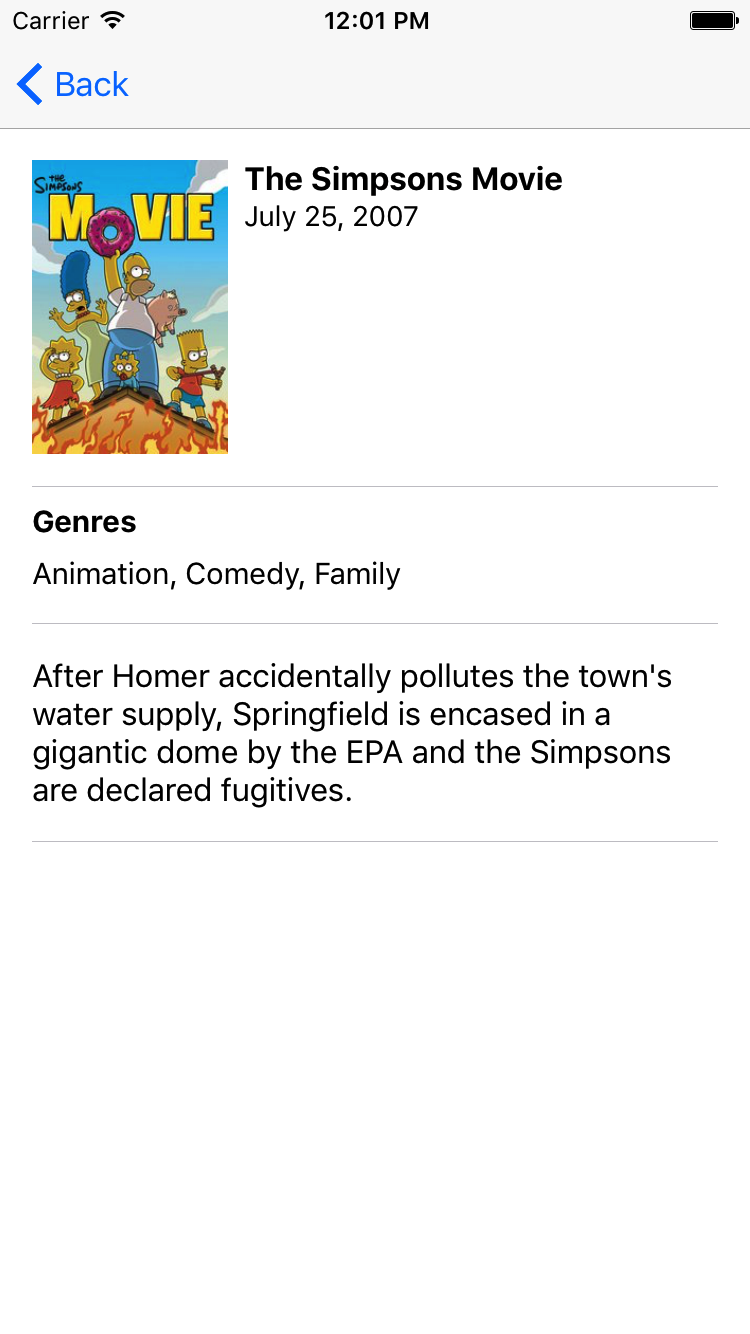 Carrier
12:01 PM
Back
THE
SIMPSONS
MOVIE
The Simpsons Movie
July 25, 2007
Genres
Animation, Comedy, Family
After Homer accidentally pollutes the town's
water supply, Springfield is encased in a
gigantic dome by the EPA and the Simpsons
are declared fugitives.